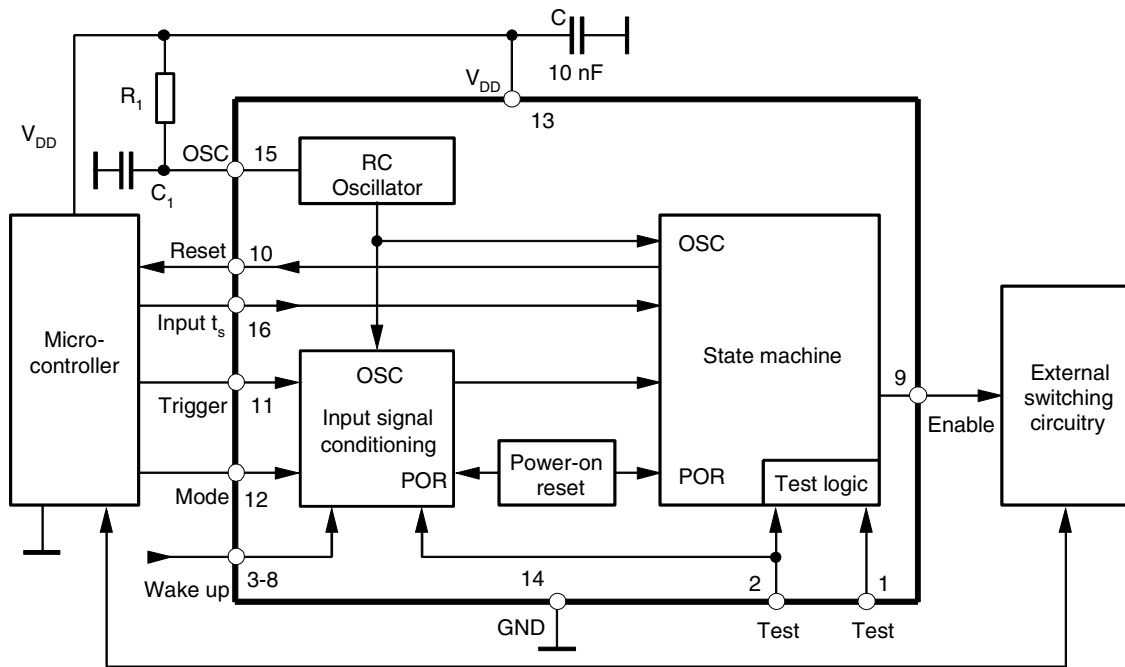 C
10 nF
V_DD
13
R₁
V_DD
OSC
15
C₁
RC
Oscillator
Reset
10
OSC
Input tₛ
16
Micro-
controller
OSC
State machine
9
External
switching
circuitry
Trigger
11
Input signal
conditioning
Enable
Mode
12
POR
Power-on
reset
POR
Test logic
Wake up
3-8
14
2
1
GND
Test
Test